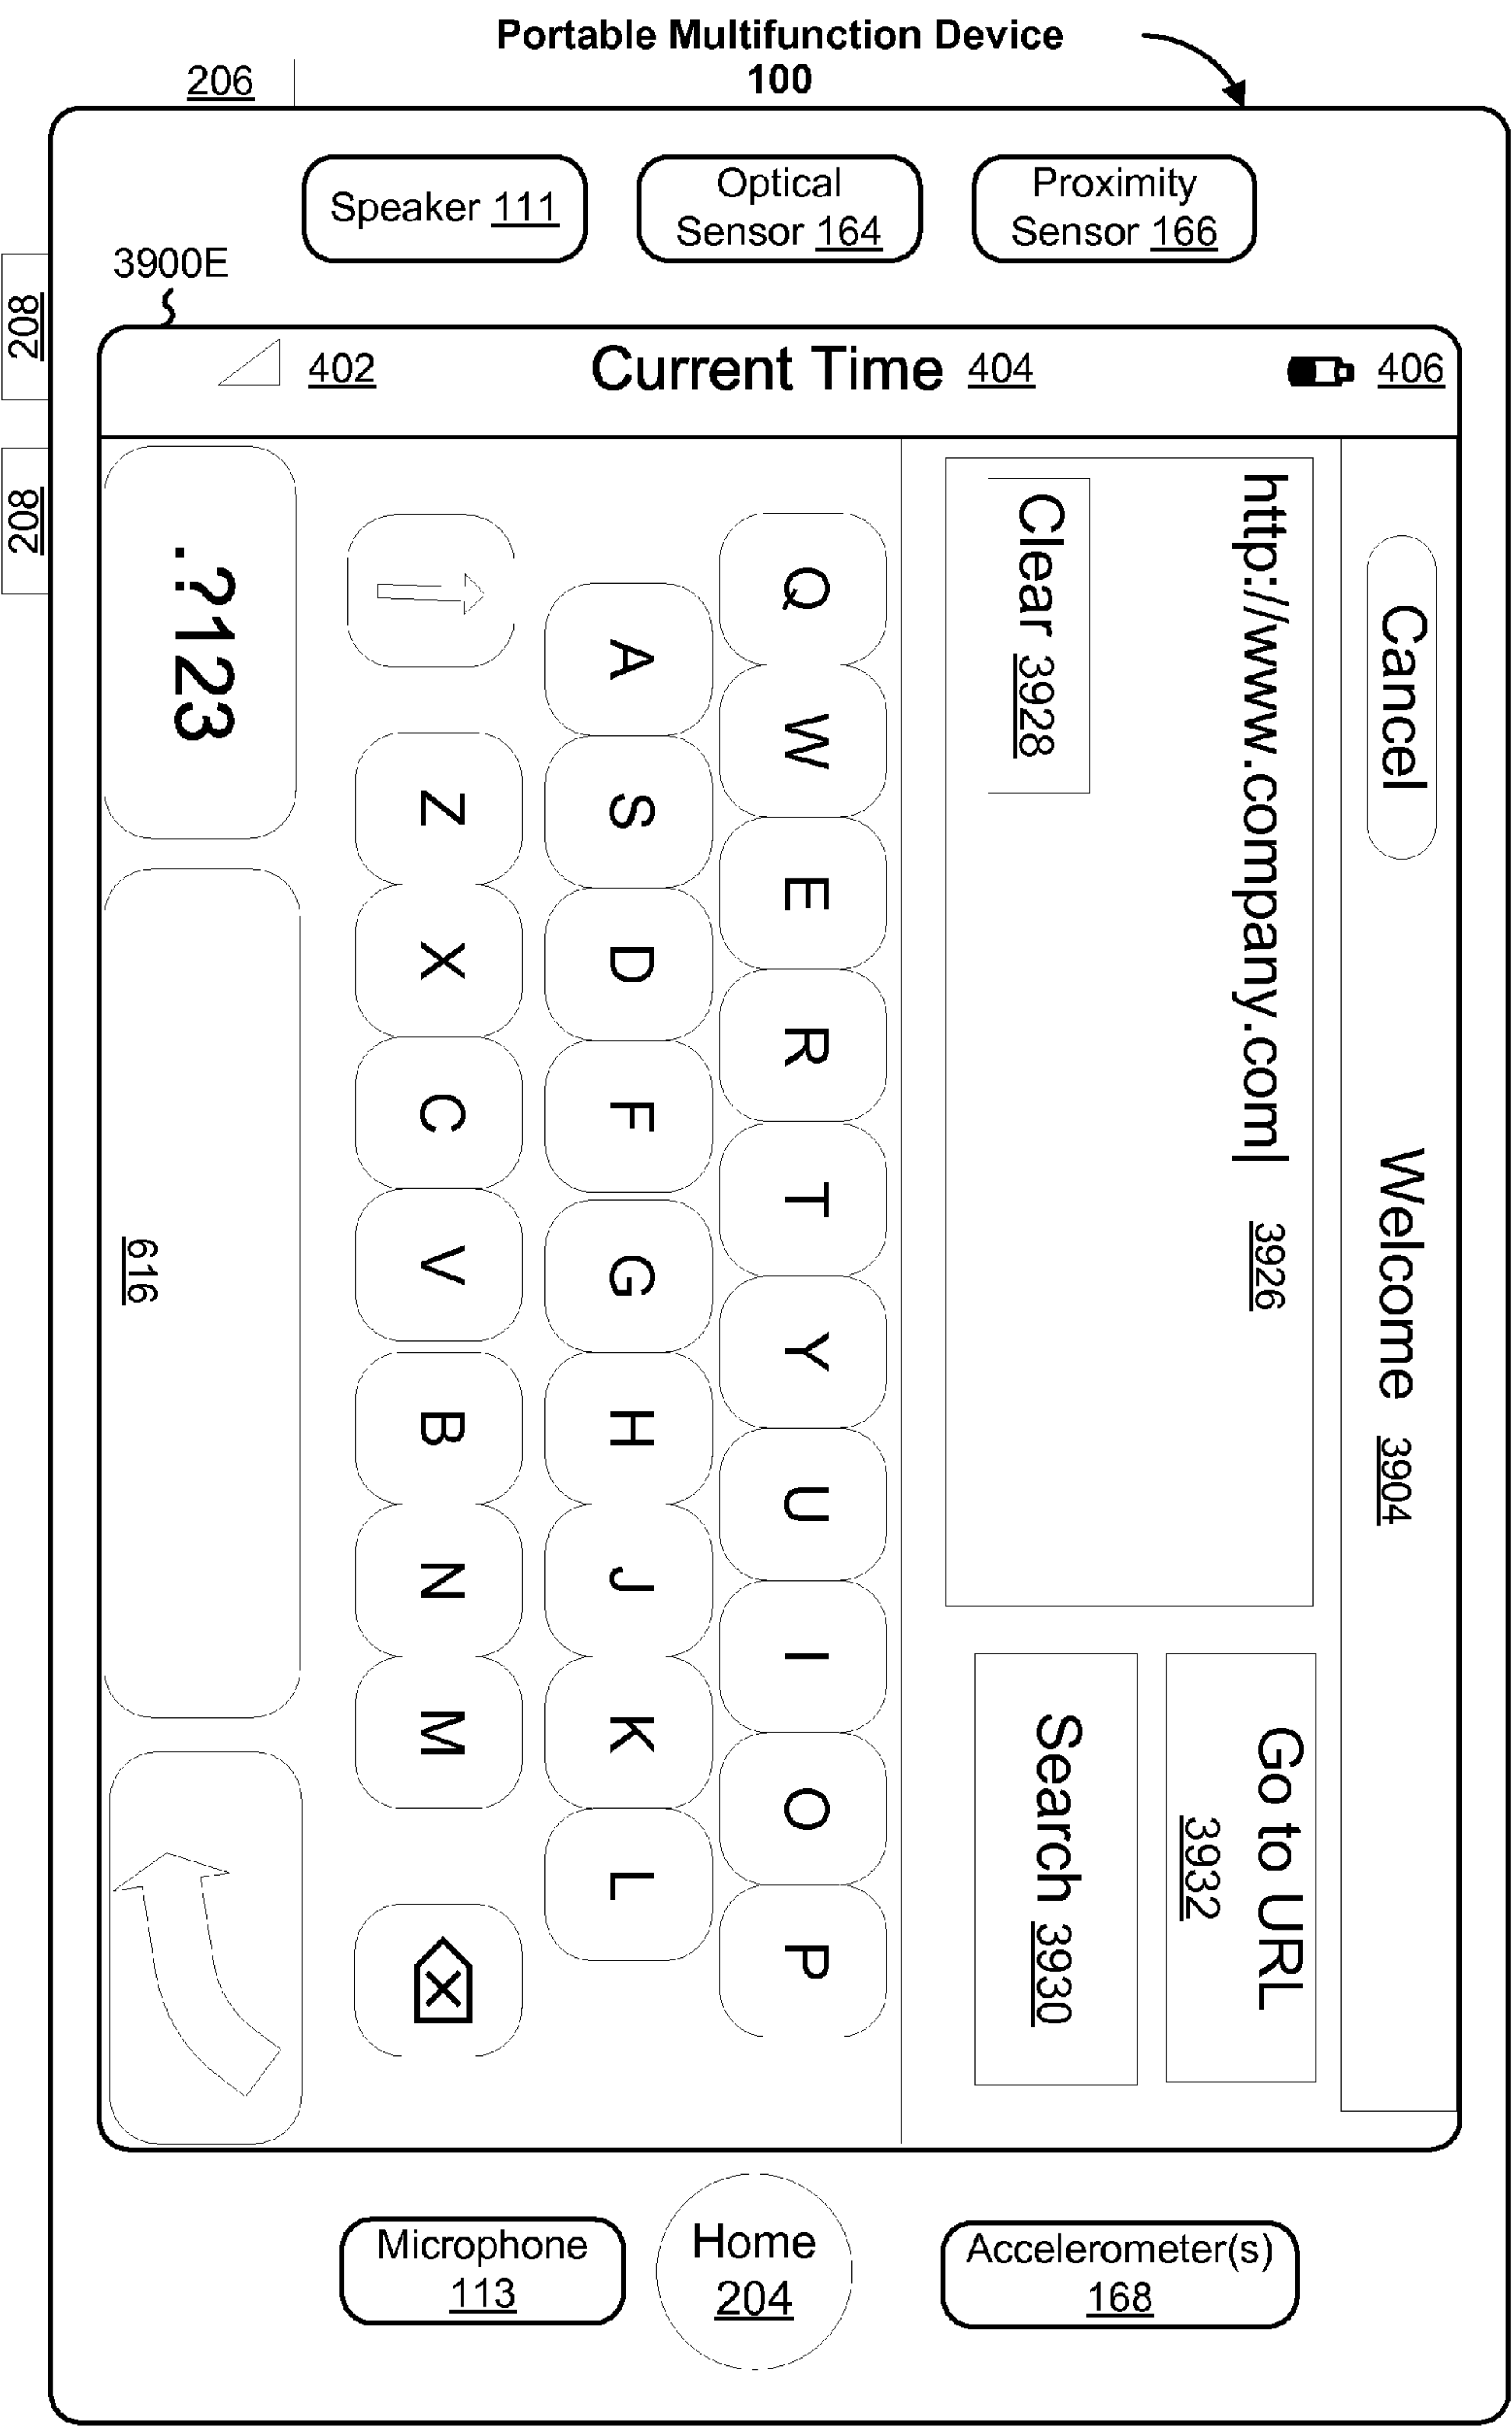 Portable Multifunction Device
100
206
Speaker 111
Optical
Sensor 164
Proximity
Sensor 166
3900E
208
208
402
Current Time 404
406
Cancel
Welcome 3904
http://www.company.com|
3926
Clear 3928
Go to URL
3932
Search 3930
Q W E R T Y U I O P
A S D F G H J K L
Z X C V B N M
.?123
616
Microphone
113
Home
204
Accelerometer(s)
168